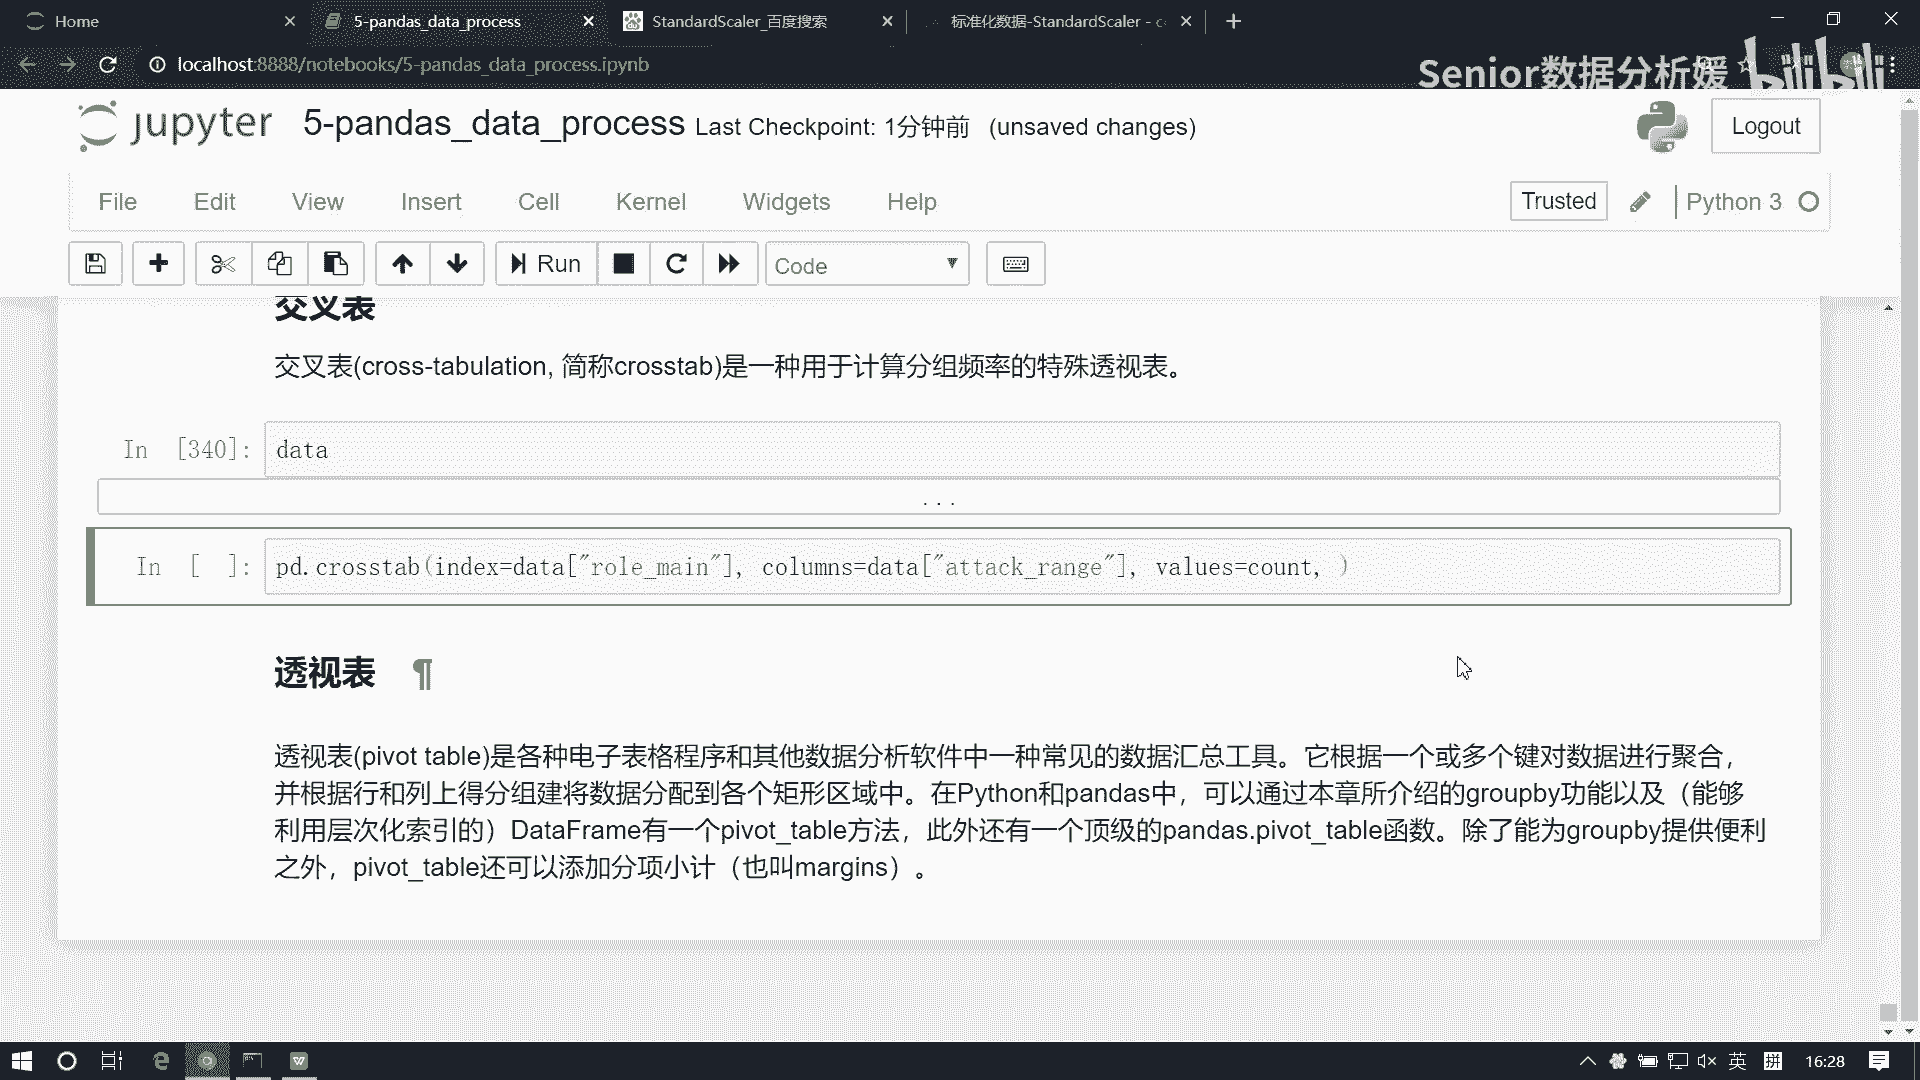 Home
5-pandas_data_process
StandardScaler_百度搜索
标准化数据-StandardScaler - c
localhost:8888/notebooks/5-pandas_data_process.ipynb
Senior数据分析媛
bilibili
jupyter 5-pandas_data_process Last Checkpoint: 1分钟前 (unsaved changes)
Logout
File Edit View Insert Cell Kernel Widgets Help
Trusted
Python 3
Run
Code
交叉表
交叉表(cross-tabulation, 简称crosstab)是一种用于计算分组频率的特殊透视表。
In [340]: data
...
In [ ]: pd.crosstab(index=data["role_main"], columns=data["attack_range"], values=count, )
透视表 ¶
透视表(pivot table)是各种电子表格程序和其他数据分析软件中一种常见的数据汇总工具。它根据一个或多个键对数据进行聚合，
并根据行和列上得分组建将数据分配到各个矩形区域中。在Python和pandas中，可以通过本章所介绍的groupby功能以及（能够
利用层次化索引的）DataFrame有一个pivot_table方法，此外还有一个顶级的pandas.pivot_table函数。除了能为groupby提供便利
之外，pivot_table还可以添加分项小计（也叫margins）。
英
拼
16:28